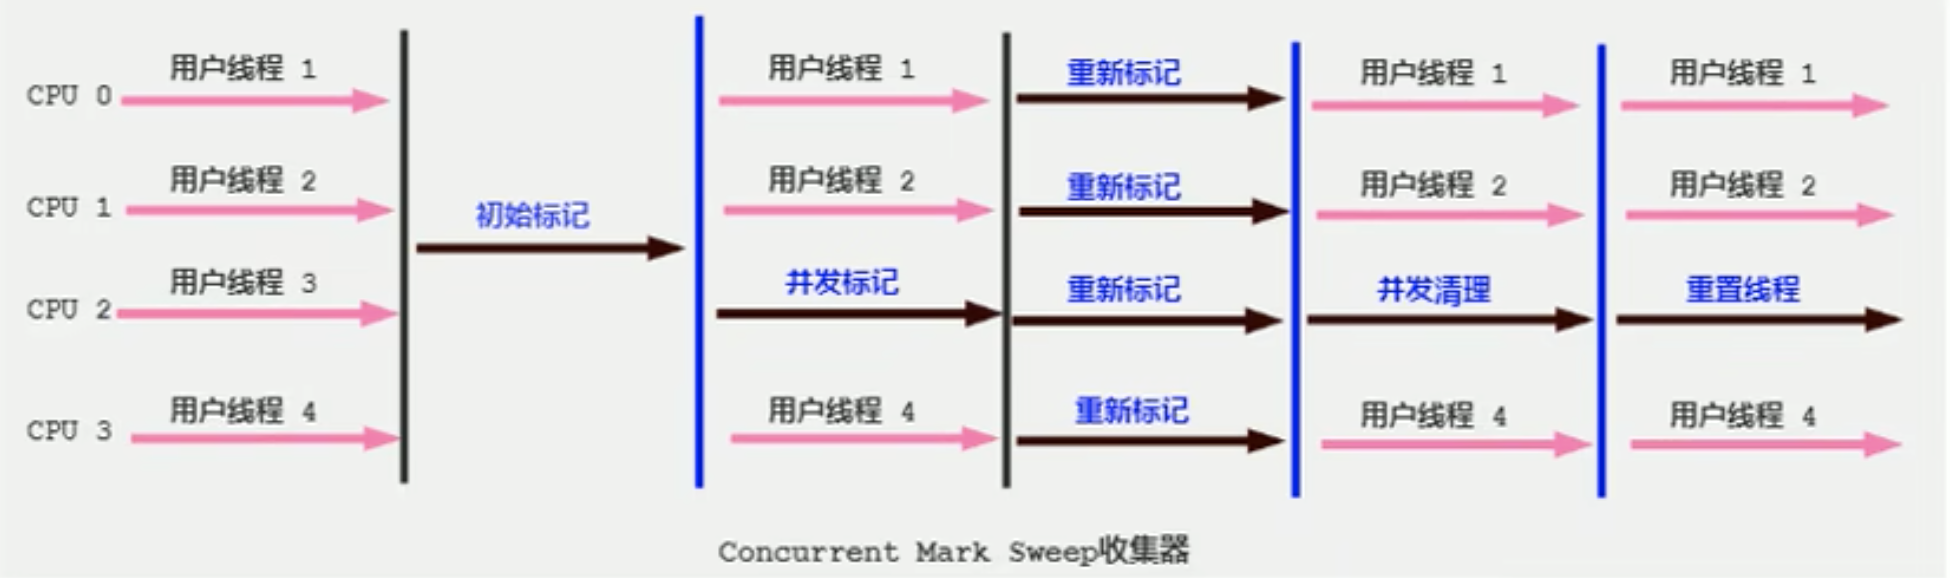 用户线程 1
用户线程 1
重新标记
用户线程 1
用户线程 1
CPU 0
用户线程 2
用户线程 2
重新标记
用户线程 2
用户线程 2
CPU 1
初始标记
用户线程 3
并发标记
重新标记
并发清理
重置线程
CPU 2
用户线程 4
用户线程 4
重新标记
用户线程 4
用户线程 4
CPU 3
Concurrent Mark Sweep收集器